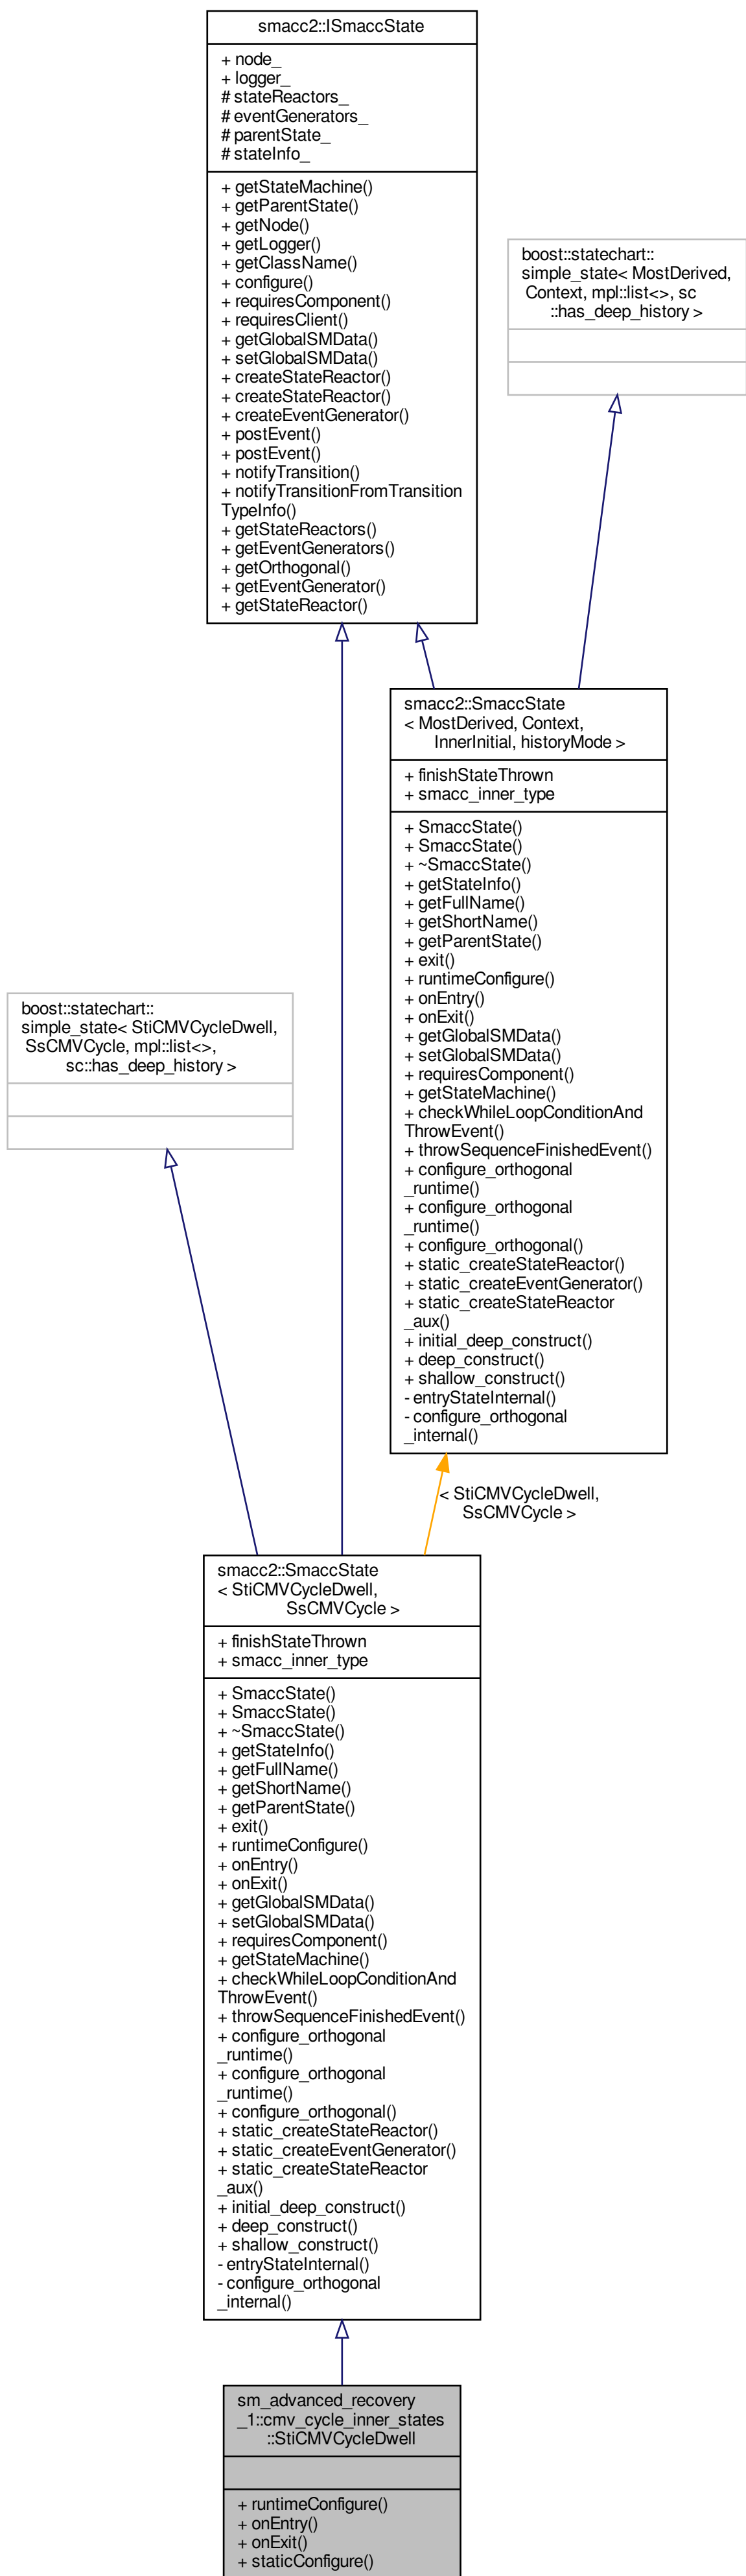 smacc2::ISmaccState
+ node_
+ logger_
# stateReactors_
# eventGenerators_
# parentState_
# stateInfo_
+ getStateMachine()
+ getParentState()
+ getNode()
+ getLogger()
+ getClassName()
+ configure()
+ requiresComponent()
+ requiresClient()
+ getGlobalSMData()
+ setGlobalSMData()
+ createStateReactor()
+ createStateReactor()
+ createEventGenerator()
+ postEvent()
+ postEvent()
+ notifyTransition()
+ notifyTransitionFromTransition
TypeInfo()
+ getStateReactors()
+ getEventGenerators()
+ getOrthogonal()
+ getEventGenerator()
+ getStateReactor()
boost::statechart::
simple_state< MostDerived,
Context, mpl::list<>, sc
::has_deep_history >
smacc2::SmaccState
< MostDerived, Context,
InnerInitial, historyMode >
+ finishStateThrown
+ smacc_inner_type
+ SmaccState()
+ SmaccState()
+ ~SmaccState()
+ getStateInfo()
+ getFullName()
+ getShortName()
+ getParentState()
+ exit()
+ runtimeConfigure()
+ onEntry()
+ onExit()
+ getGlobalSMData()
+ setGlobalSMData()
+ requiresComponent()
+ getStateMachine()
+ checkWhileLoopConditionAnd
ThrowEvent()
+ throwSequenceFinishedEvent()
+ configure_orthogonal
_runtime()
+ configure_orthogonal
_runtime()
+ configure_orthogonal()
+ static_createStateReactor()
+ static_createEventGenerator()
+ static_createStateReactor
_aux()
+ initial_deep_construct()
+ deep_construct()
+ shallow_construct()
- entryStateInternal()
- configure_orthogonal
_internal()
boost::statechart::
simple_state< StiCMVCycleDwell,
SsCMVCycle, mpl::list<>,
sc::has_deep_history >
< StiCMVCycleDwell,
SsCMVCycle >
smacc2::SmaccState
< StiCMVCycleDwell,
SsCMVCycle >
+ finishStateThrown
+ smacc_inner_type
+ SmaccState()
+ SmaccState()
+ ~SmaccState()
+ getStateInfo()
+ getFullName()
+ getShortName()
+ getParentState()
+ exit()
+ runtimeConfigure()
+ onEntry()
+ onExit()
+ getGlobalSMData()
+ setGlobalSMData()
+ requiresComponent()
+ getStateMachine()
+ checkWhileLoopConditionAnd
ThrowEvent()
+ throwSequenceFinishedEvent()
+ configure_orthogonal
_runtime()
+ configure_orthogonal
_runtime()
+ configure_orthogonal()
+ static_createStateReactor()
+ static_createEventGenerator()
+ static_createStateReactor
_aux()
+ initial_deep_construct()
+ deep_construct()
+ shallow_construct()
- entryStateInternal()
- configure_orthogonal
_internal()
sm_advanced_recovery
_1::cmv_cycle_inner_states
::StiCMVCycleDwell
+ runtimeConfigure()
+ onEntry()
+ onExit()
+ staticConfigure()